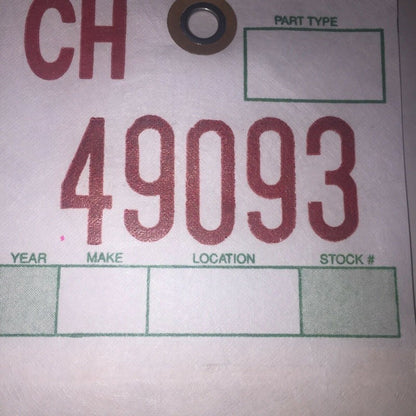 CH
PART TYPE
49093
YEAR MAKE LOCATION STOCK #